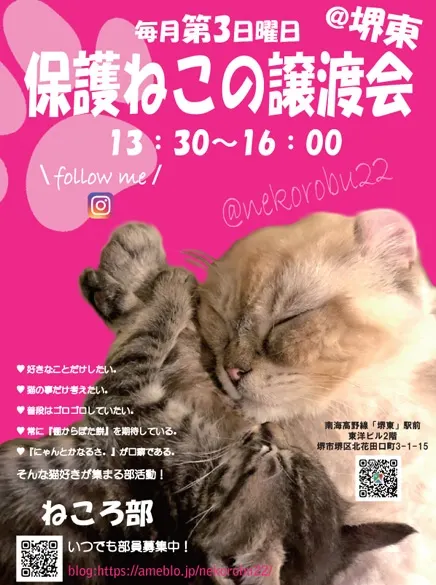 毎月第3日曜日
@堺東
保護ねこの譲渡会
13:30～16:00
\ follow me /
@nekorobu22
♥好きなことだけしたい。
♥猫の事だけ考えたい。
♥普段はゴロゴロしていたい。
♥常に『棚からぼた餅』を期待している。
♥『にゃんとかなるさ。』が口癖である。
そんな猫好きが集まる部活動！
ねころ部
いつでも部員募集中！
blog:https://ameblo.jp/nekorobu22/
南海高野線「堺東」駅前
東洋ビル2階
堺市堺区北花田口町3-1-15